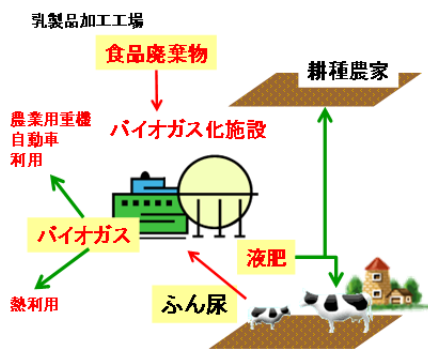 乳製品加工工場
食品廃棄物
耕種農家
農業用重機
自動車
利用
バイオガス化施設
バイオガス
液肥
熱利用
ふん尿